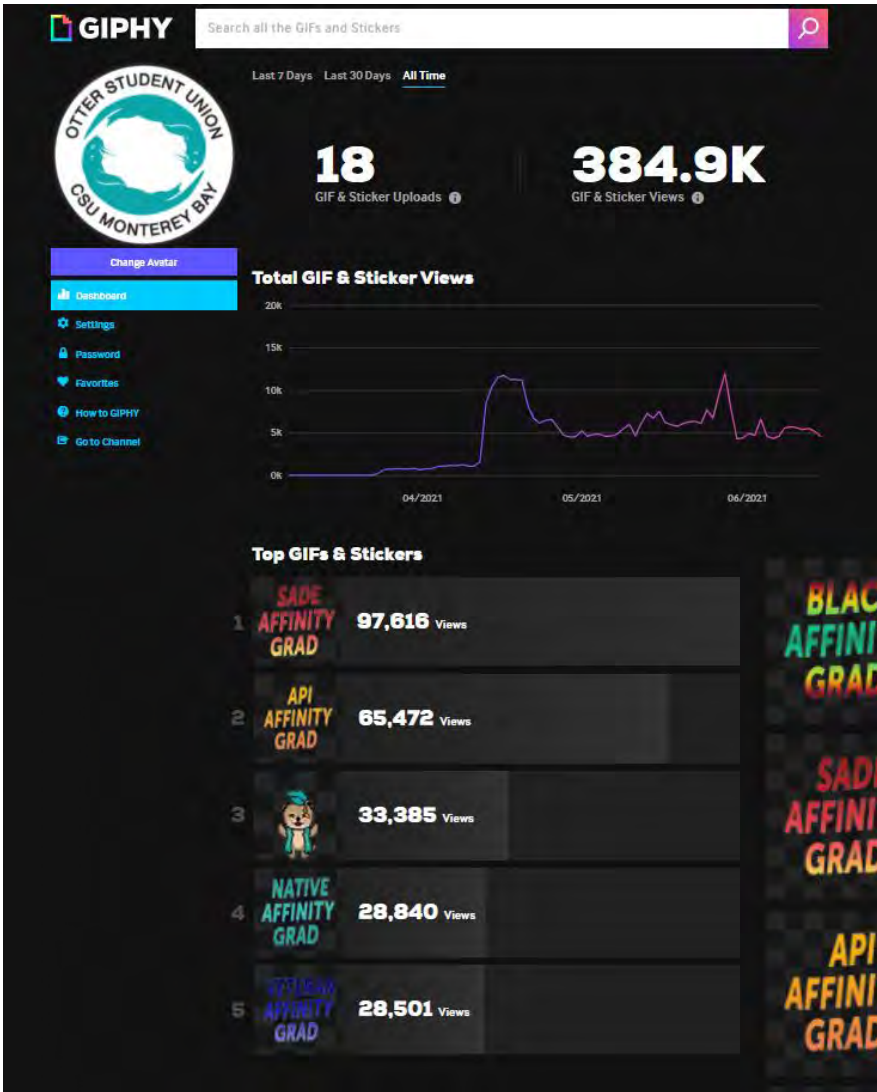 GIPHY
Search all the GIFs and Stickers
OTTER STUDENT UNION
CSU MONTEREY BAY
Last 7 Days Last 30 Days All Time
18
GIF & Sticker Uploads
384.9K
GIF & Sticker Views
Change Avatar
Dashboard
Settings
Password
Favorites
How to GIPHY
Go to Channel
Total GIF & Sticker Views
20k
15k
10k
5k
0k
04/2021 05/2021 06/2021
Top GIFs & Stickers
1
SADE
AFFINITY
GRAD
97,616 Views
2
API
AFFINITY
GRAD
65,472 Views
3
33,385 Views
4
NATIVE
AFFINITY
GRAD
28,840 Views
5
AFFINITY
GRAD
28,501 Views
BLAC
AFFINI
GRAD
SADE
AFFINI
GRAD
API
AFFINI
GRAD